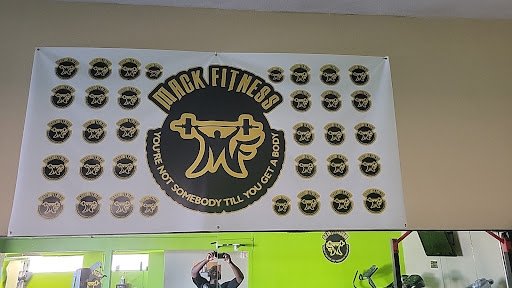 MACK FITNESS
YOU'RE NOT SOMEBODY TILL YOU GET A BODY